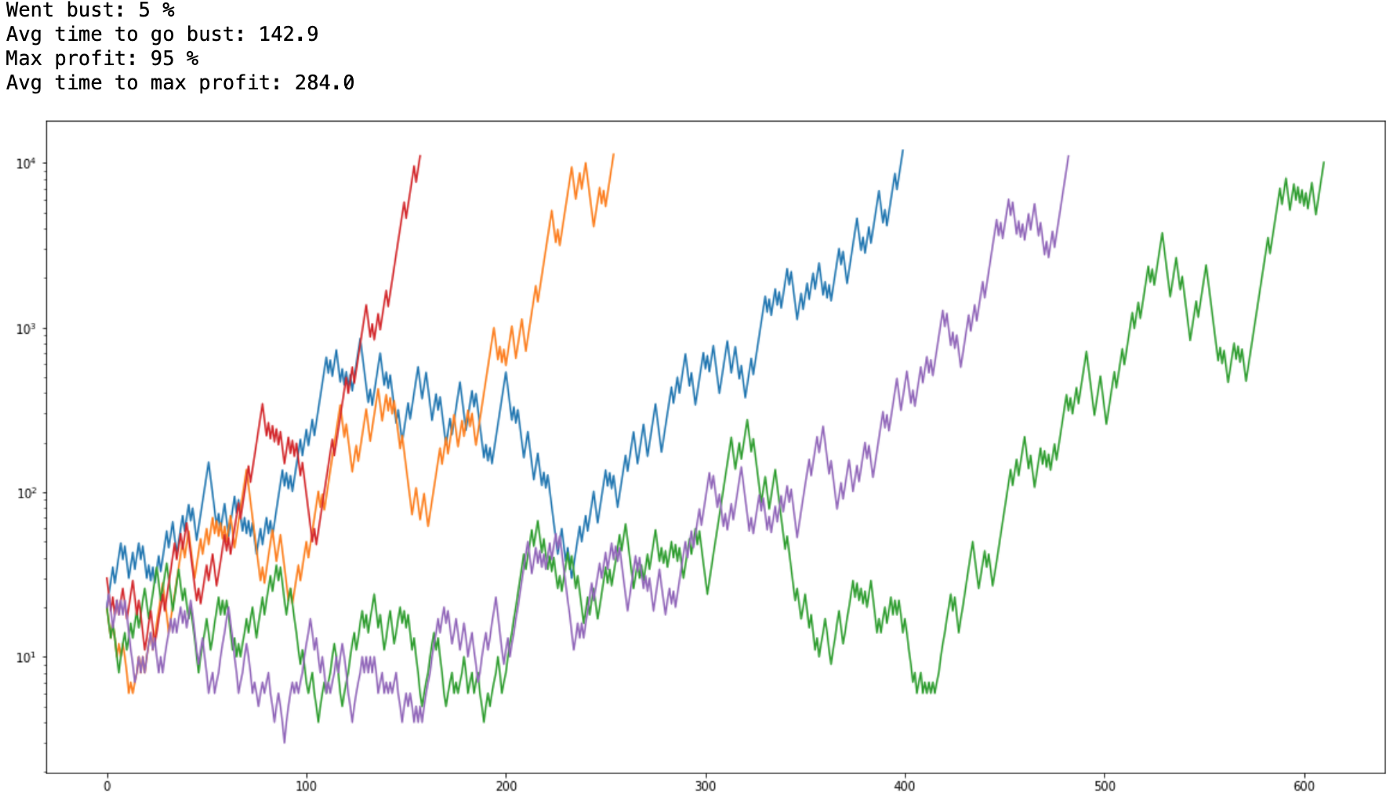 Went bust: 5 %
Avg time to go bust: 142.9
Max profit: 95 %
Avg time to max profit: 284.0
10⁴
10³
10²
10¹
0 100 200 300 400 500 600